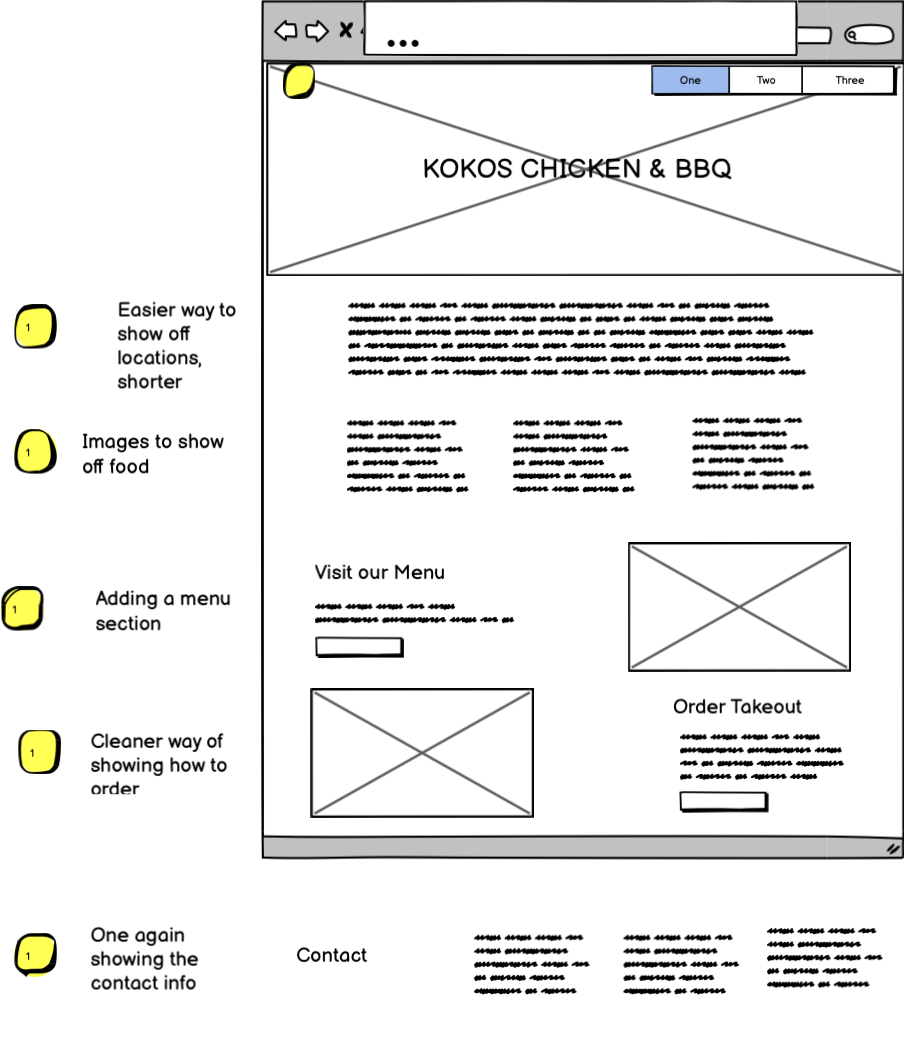 ...
One Two Three
KOKOS CHICKEN & BBQ
1
Easier way to
show off
locations,
shorter
1
Images to show
off food
Visit our Menu
1
Adding a menu
section
Order Takeout
1
Cleaner way of
showing how to
order
1
One again
showing the
contact info
Contact